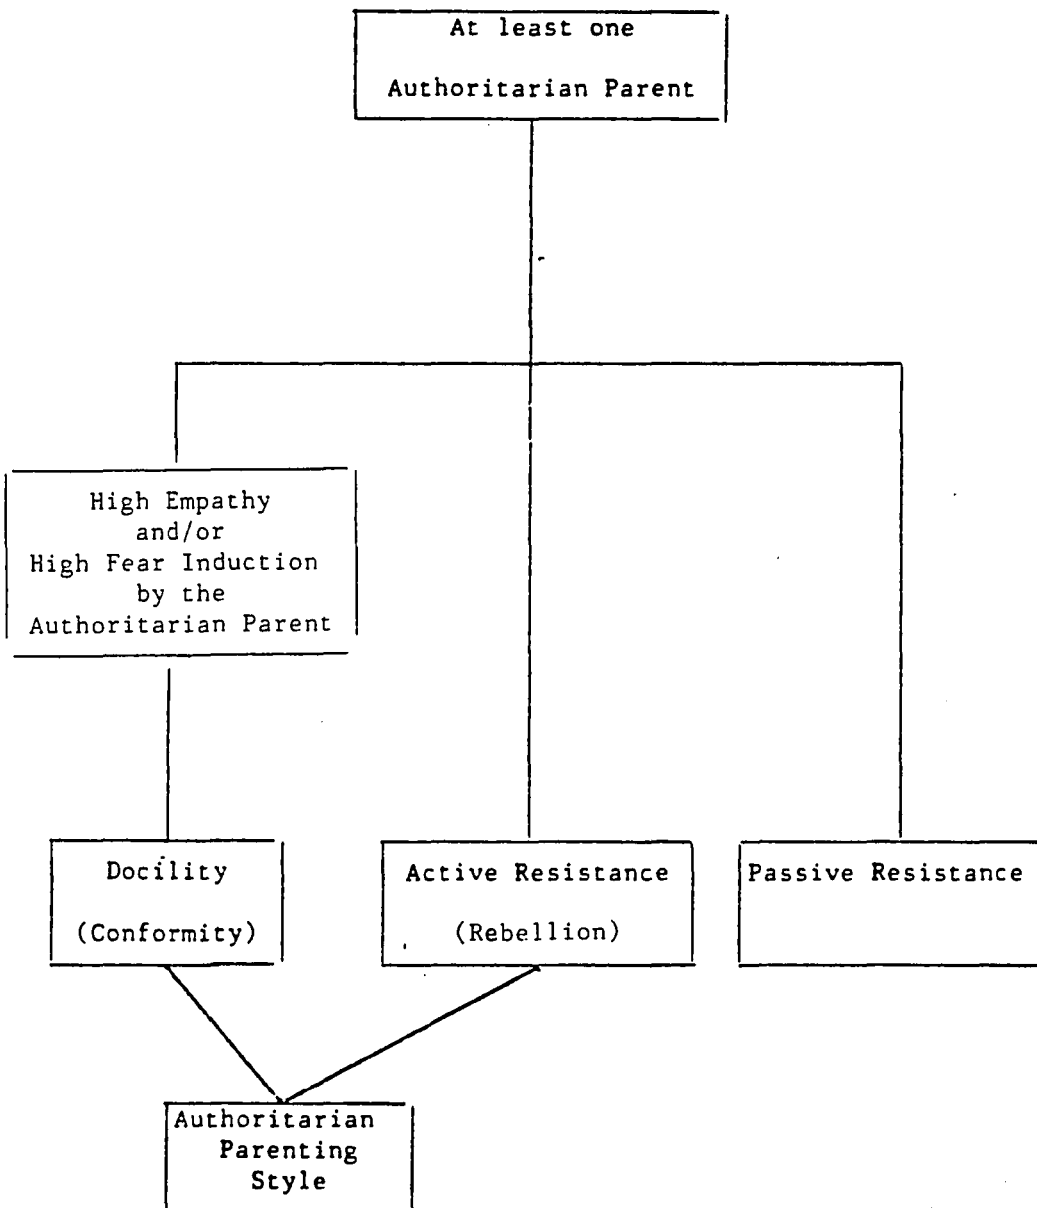 At least one
Authoritarian Parent
High Empathy
and/or
High Fear Induction
by the
Authoritarian Parent
Docility
(Conformity)
Active Resistance
(Rebellion)
Passive Resistance
Authoritarian
Parenting
Style